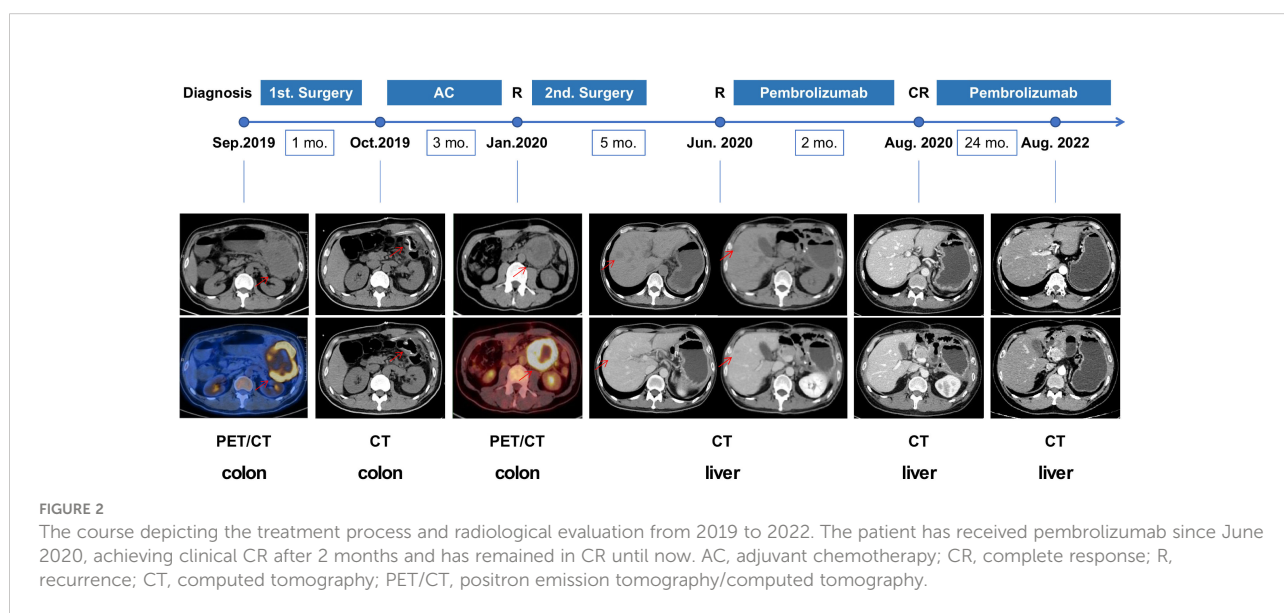 Diagnosis 1st. Surgery AC R 2nd. Surgery R Pembrolizumab CR Pembrolizumab
Sep.2019 1 mo. Oct.2019 3 mo. Jan.2020 5 mo. Jun. 2020 2 mo. Aug. 2020 24 mo. Aug. 2022
PET/CT CT PET/CT CT CT CT
colon colon colon liver liver liver
FIGURE 2
The course depicting the treatment process and radiological evaluation from 2019 to 2022. The patient has received pembrolizumab since June
2020, achieving clinical CR after 2 months and has remained in CR until now. AC, adjuvant chemotherapy; CR, complete response; R,
recurrence; CT, computed tomography; PET/CT, positron emission tomography/computed tomography.